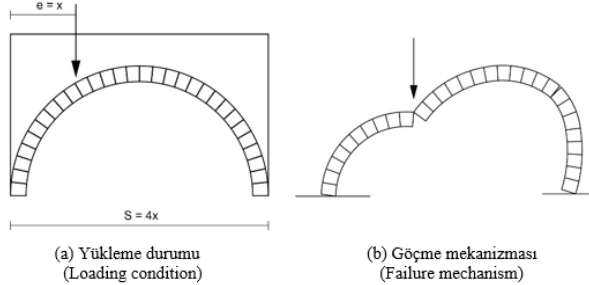 e = x
S = 4x
(a) Yükleme durumu
(Loading condition)
(b) Göçme mekanizması
(Failure mechanism)